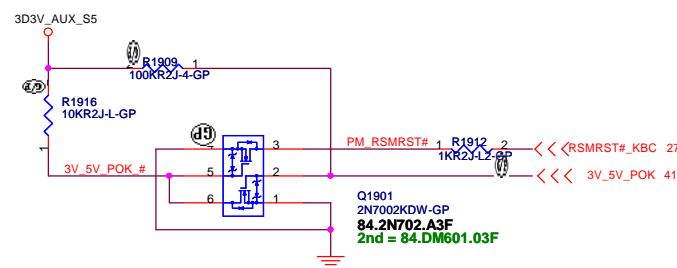 3D3V_AUX_S5
2 R1909 1
100KR2J-4-GP
R1916
10KR2J-L-GP
1
GP
3
PM_RSMRST#
1 R1912 2
1KR2J-L2-GP
RSMRST#_KBC 27
3V_5V_POK_#
5
2
3V_5V_POK 41
6
1
Q1901
2N7002KDW-GP
84.2N702.A3F
2nd = 84.DM601.03F